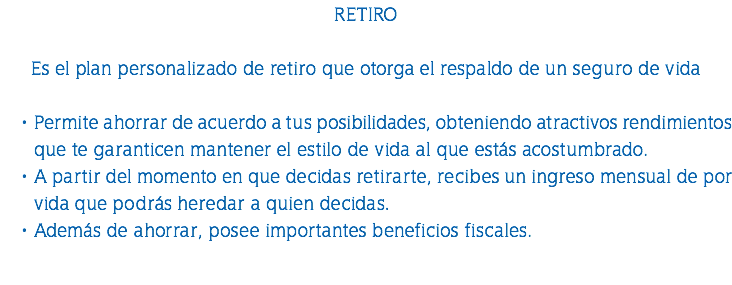 RETIRO
Es el plan personalizado de retiro que otorga el respaldo de un seguro de vida
• Permite ahorrar de acuerdo a tus posibilidades, obteniendo atractivos rendimientos
que te garanticen mantener el estilo de vida al que estás acostumbrado.
• A partir del momento en que decidas retirarte, recibes un ingreso mensual de por
vida que podrás heredar a quien decidas.
• Además de ahorrar, posee importantes beneficios fiscales.